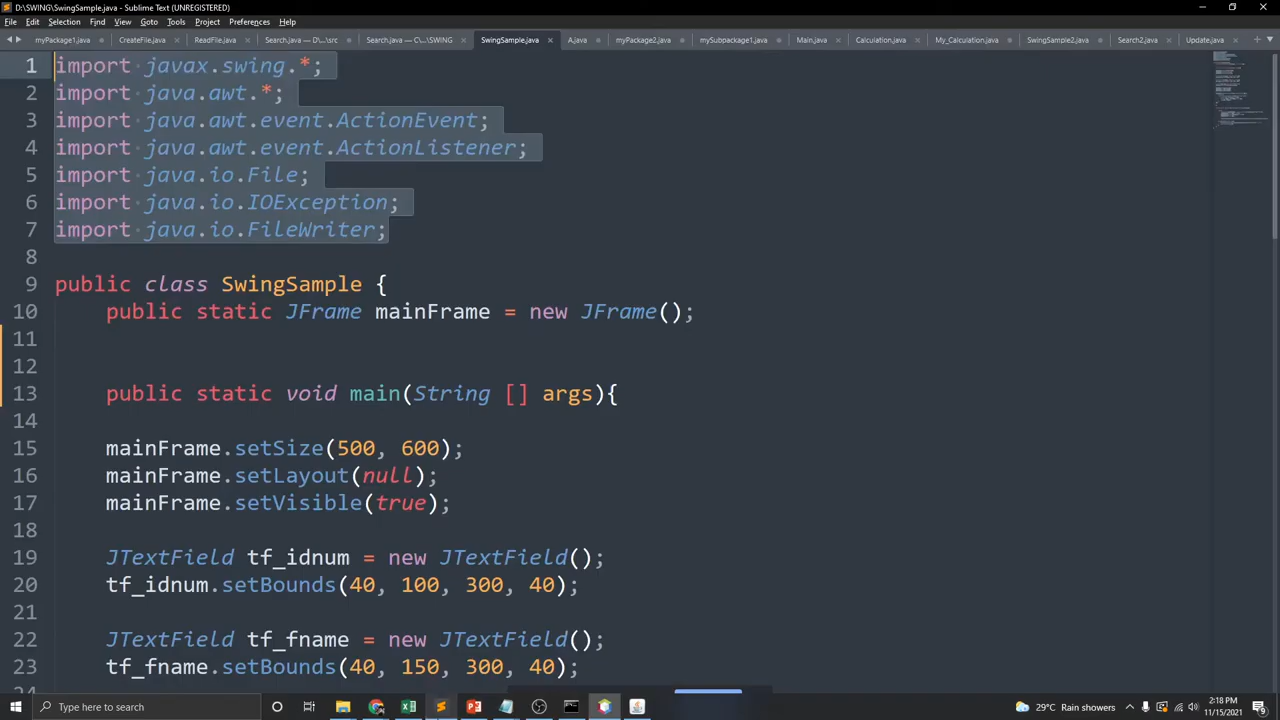 D:\SWING\SwingSample.java - Sublime Text (UNREGISTERED)
File Edit Selection Find View Goto Tools Project Preferences Help
myPackage1.java CreateFile.java ReadFile.java Search.java — D:\...\src Search.java — C:\...\SWING SwingSample.java A.java myPackage2.java mySubpackage1.java Main.java Calculation.java My_Calculation.java SwingSample2.java Search2.java Update.java
1 import javax.swing.*;
2 import java.awt.*;
3 import java.awt.event.ActionEvent;
4 import java.awt.event.ActionListener;
5 import java.io.File;
6 import java.io.IOException;
7 import java.io.FileWriter;
8
9 public class SwingSample {
10 public static JFrame mainFrame = new JFrame();
11
12
13 public static void main(String [] args){
14
15 mainFrame.setSize(500, 600);
16 mainFrame.setLayout(null);
17 mainFrame.setVisible(true);
18
19 JTextField tf_idnum = new JTextField();
20 tf_idnum.setBounds(40, 100, 300, 40);
21
22 JTextField tf_fname = new JTextField();
23 tf_fname.setBounds(40, 150, 300, 40);
24
Type here to search
29°C Rain showers
2:18 PM
11/15/2021